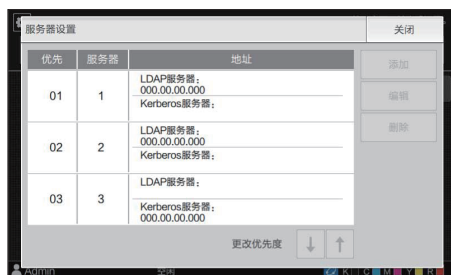 服务器设置
关闭
优先 服务器 地址
添加
01 1 LDAP服务器：
000.00.00.000
Kerberos服务器：
编辑
删除
02 2 LDAP服务器：
000.00.00.000
Kerberos服务器：
03 3 LDAP服务器：
Kerberos服务器：
000.00.00.000
更改优先度 ↓ ↑
Admin 空闲 K C M Y R